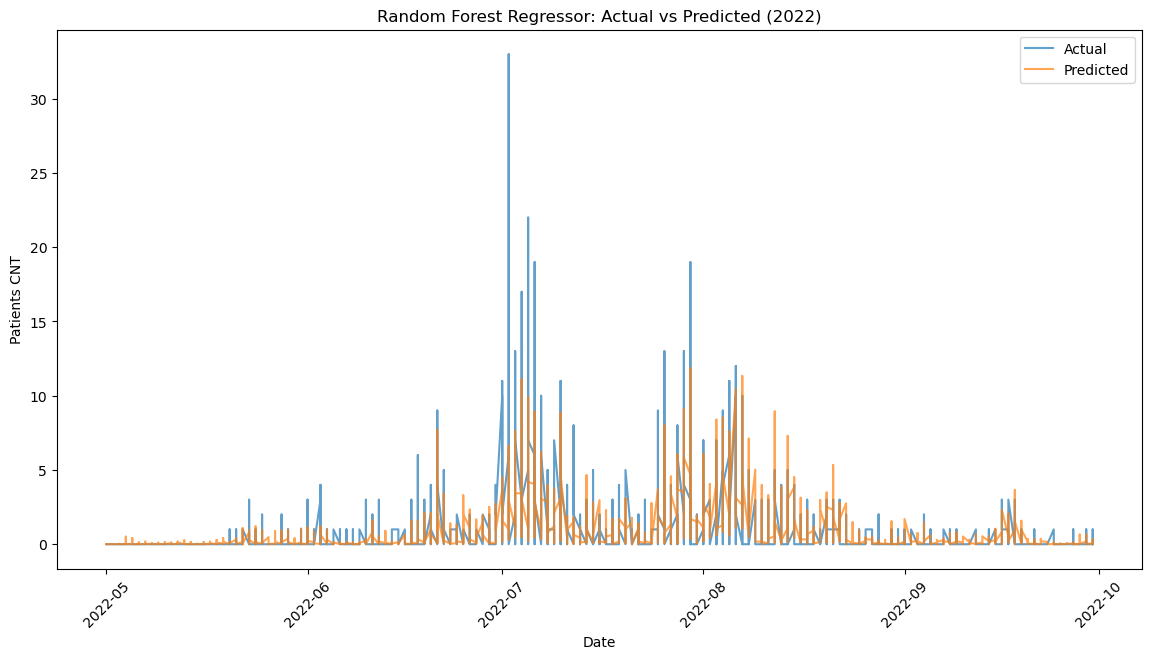 Random Forest Regressor: Actual vs Predicted (2022)
Actual
Predicted
Patients CNT
30
25
20
15
10
5
0
2022-05
2022-06
2022-07
2022-08
2022-09
2022-10
Date